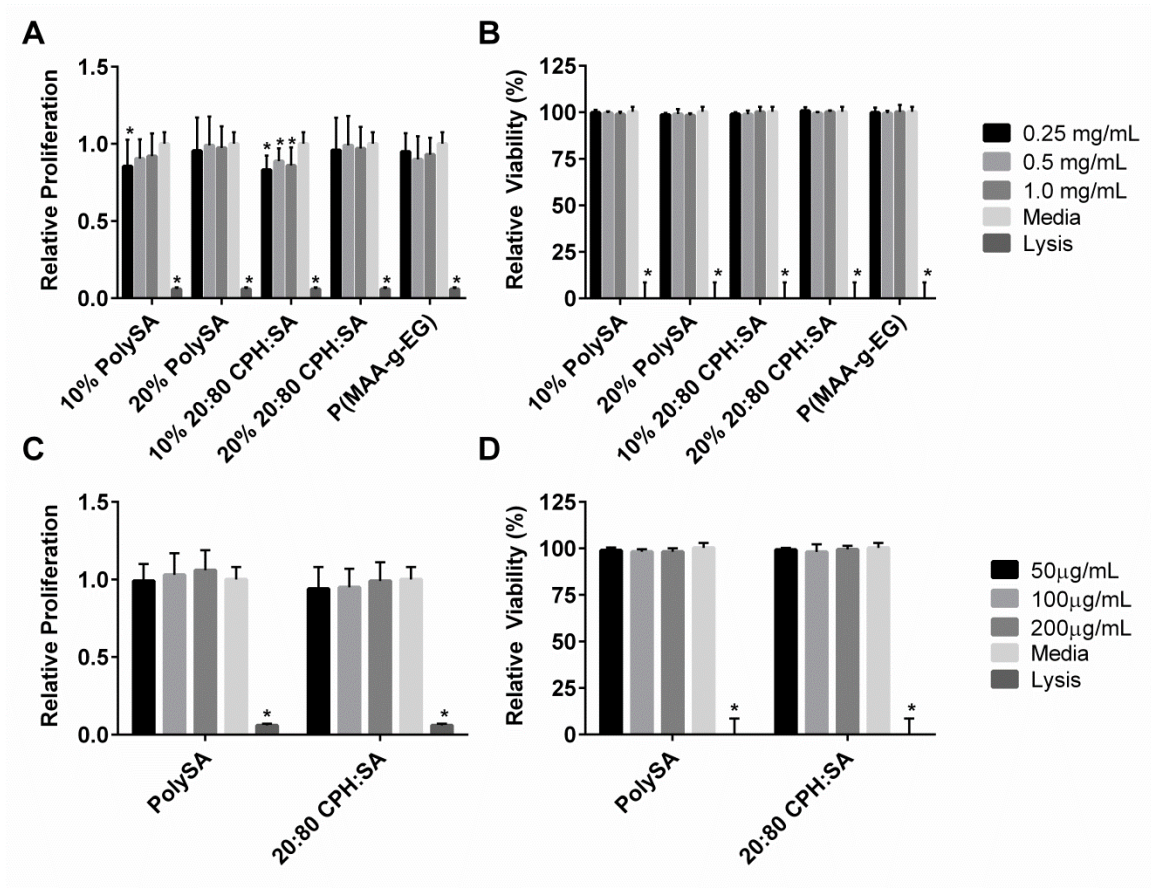 A
Relative Proliferation
1.5
1.0
0.5
0.0
*
*
*
* * *
*
*
*
10% PolySA
20% PolySA
10% 20:80 CPH:SA
20% 20:80 CPH:SA
P(MAA-g-EG)
B
Relative Viability (%)
125
100
75
50
25
0
*
*
*
*
*
10% PolySA
20% PolySA
10% 20:80 CPH:SA
20% 20:80 CPH:SA
P(MAA-g-EG)
0.25 mg/mL
0.5 mg/mL
1.0 mg/mL
Media
Lysis
C
Relative Proliferation
1.5
1.0
0.5
0.0
*
*
PolySA
20:80 CPH:SA
D
Relative Viability (%)
125
100
75
50
25
0
*
*
PolySA
20:80 CPH:SA
50μg/mL
100μg/mL
200μg/mL
Media
Lysis